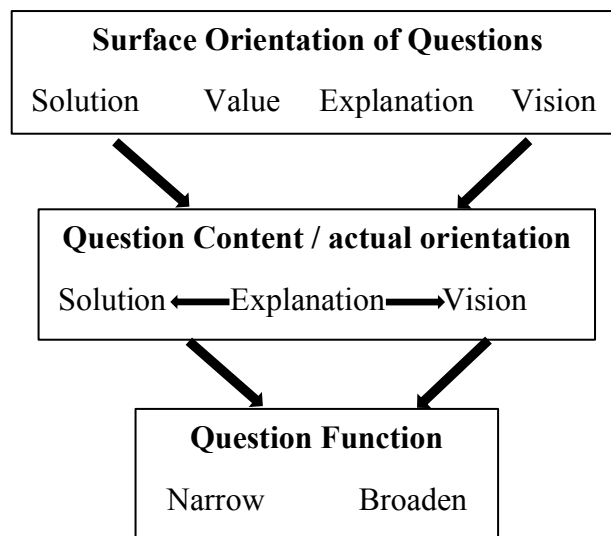 Surface Orientation of Questions
Solution Value Explanation Vision
Question Content / actual orientation
Solution Explanation Vision
Question Function
Narrow Broaden